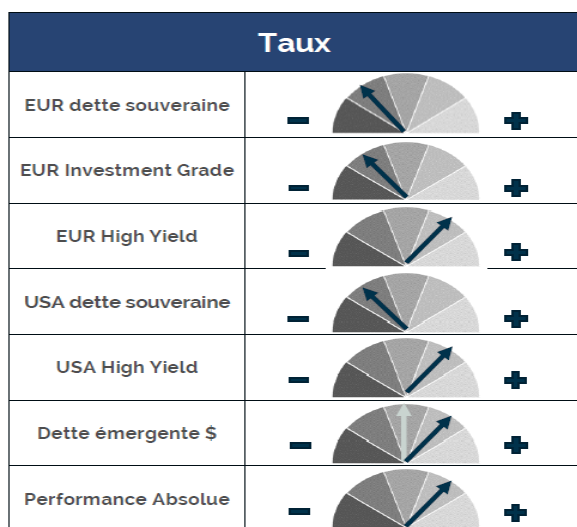 Taux
EUR dette souveraine
- +
EUR Investment Grade
- +
EUR High Yield
- +
USA dette souveraine
- +
USA High Yield
- +
Dette émergente $
- +
Performance Absolue
- +